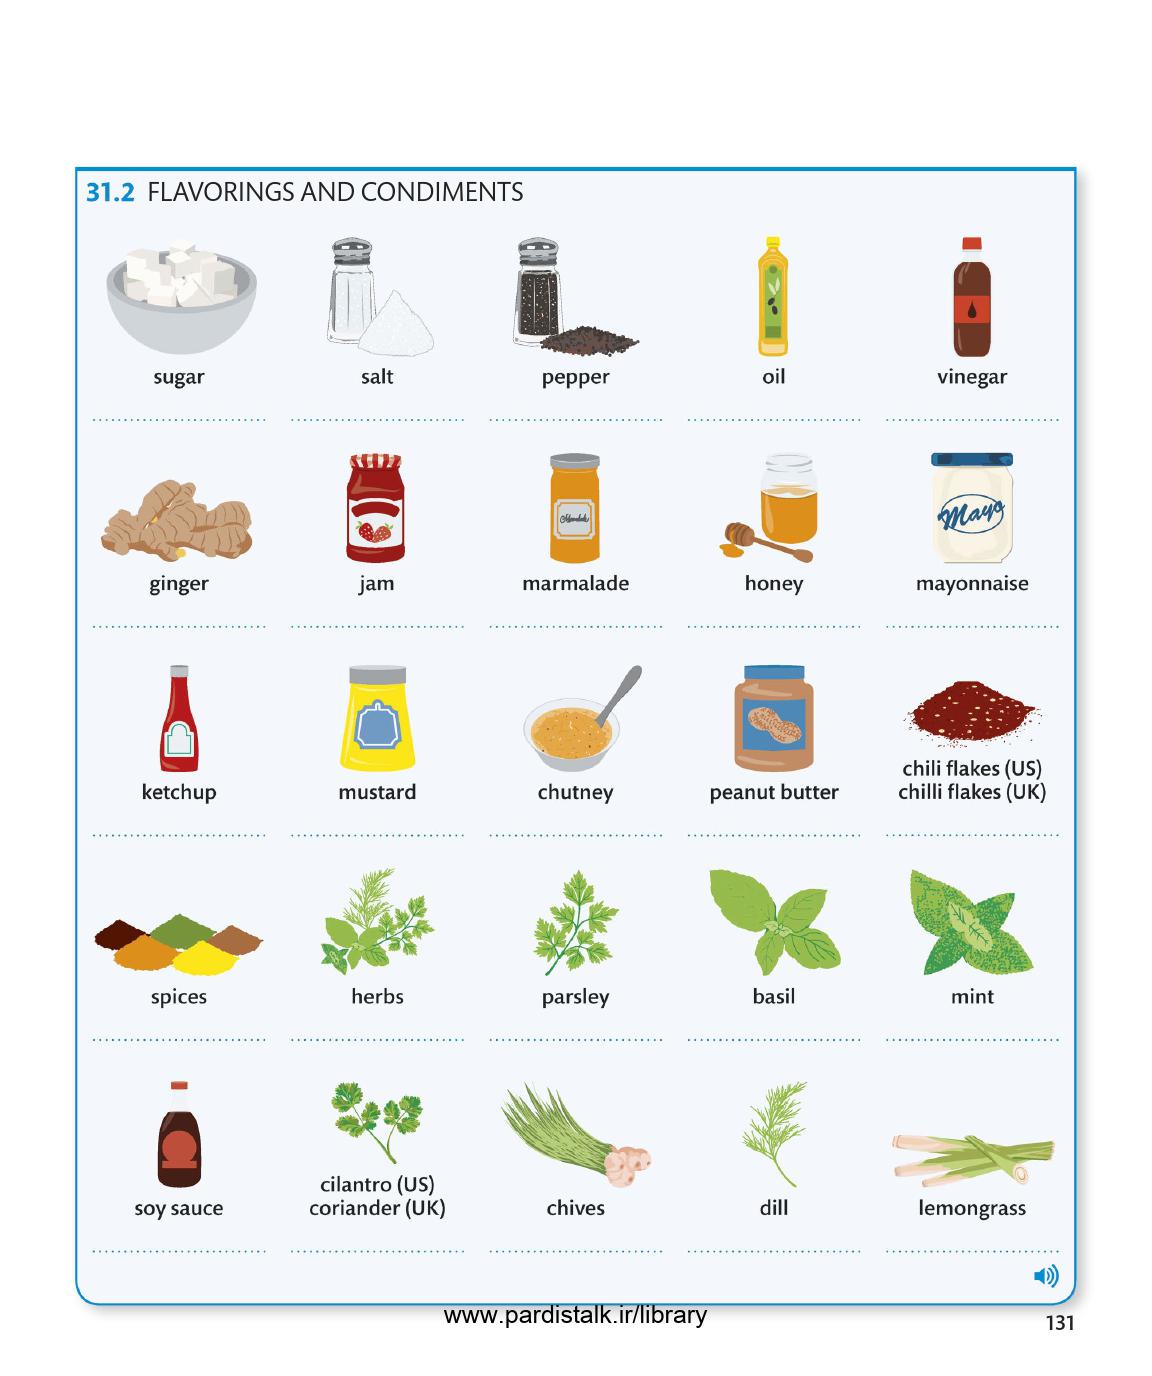 31.2 FLAVORINGS AND CONDIMENTS
sugar salt pepper oil vinegar
Marmalade
Mayo
ginger jam marmalade honey mayonnaise
ketchup mustard chutney peanut butter chili flakes (US)
chilli flakes (UK)
spices herbs parsley basil mint
soy sauce cilantro (US) chives dill lemongrass
coriander (UK)
www.pardistalk.ir/library
131